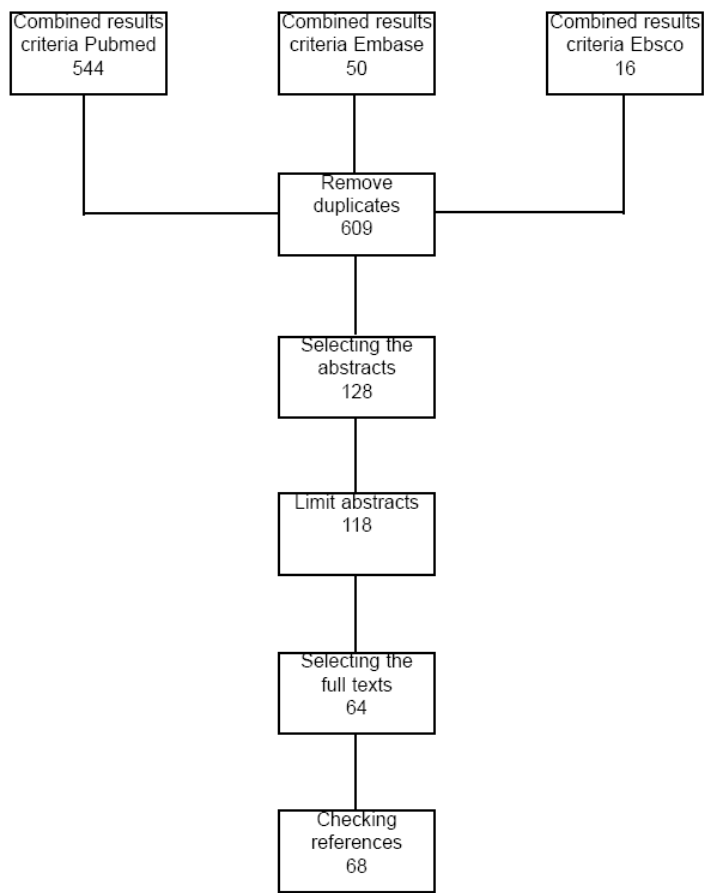 Combined results
criteria Pubmed
544
Combined results
criteria Embase
50
Combined results
criteria Ebsco
16
Remove
duplicates
609
Selecting the
abstracts
128
Limit abstracts
118
Selecting the
full texts
64
Checking
references
68